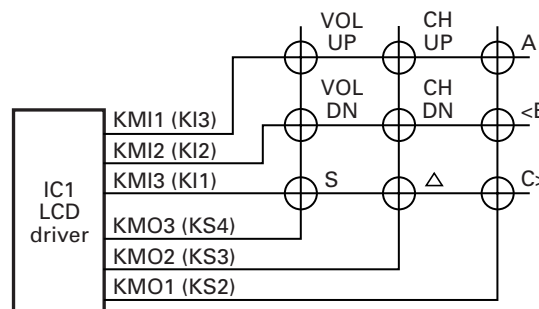 VOL UP
CH UP
A
KMI1 (KI3)
VOL DN
CH DN
KMI2 (KI2)
KMI3 (KI1)
S
△
C>
IC1
LCD
driver
KMO3 (KS4)
KMO2 (KS3)
KMO1 (KS2)